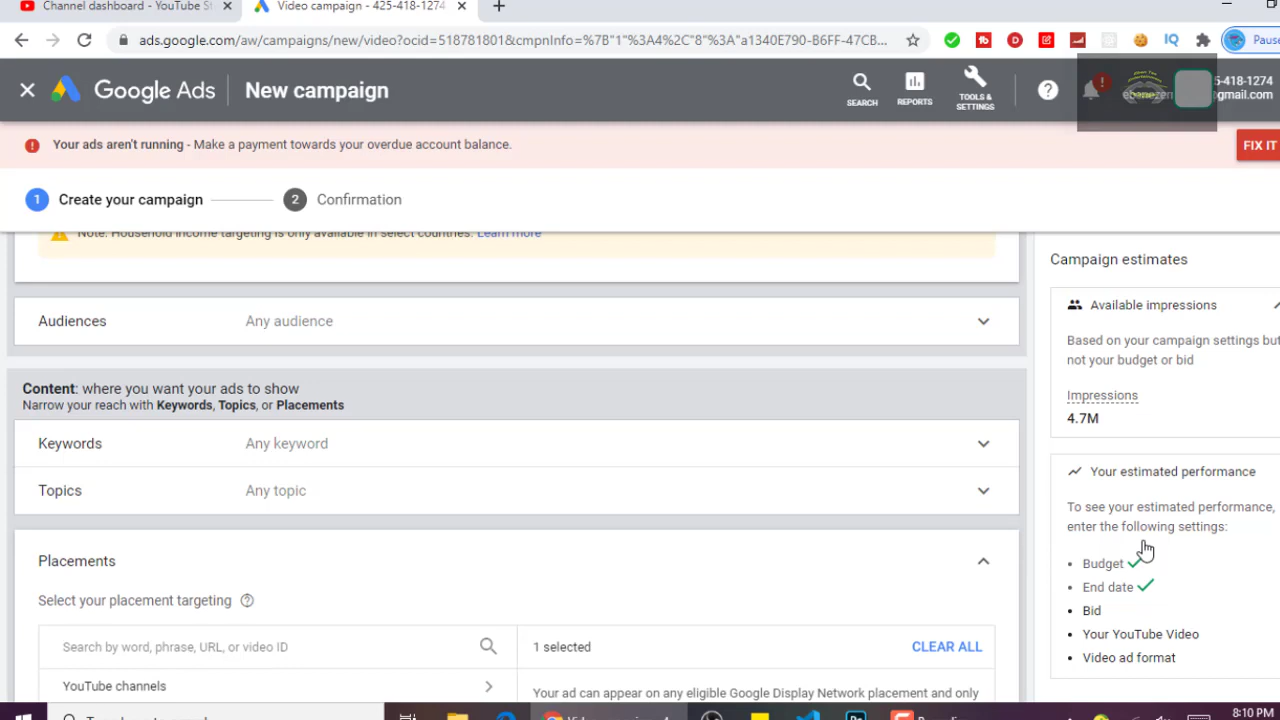 Channel dashboard - YouTube St
Video campaign - 425-418-1274
ads.google.com/aw/campaigns/new/video?ocid=518781801&cmnInfo=%7B"1"%3A4%2C"8"%3A"a1340E790-B6FF-47CB...
IQ
Pause
Google Ads
New campaign
SEARCH
REPORTS
TOOLS & SETTINGS
5-418-1274
@gmail.com
Your ads aren't running - Make a payment towards your overdue account balance.
FIX IT
1 Create your campaign
2 Confirmation
Note: Household income targeting is only available in select countries. Learn more
Audiences Any audience
Content: where you want your ads to show
Narrow your reach with Keywords, Topics, or Placements
Keywords Any keyword
Topics Any topic
Placements
Select your placement targeting
Search by word, phrase, URL, or video ID
1 selected
CLEAR ALL
YouTube channels
Your ad can appear on any eligible Google Display Network placement and only
Campaign estimates
Available impressions
Based on your campaign settings but
not your budget or bid
Impressions
4.7M
Your estimated performance
To see your estimated performance,
enter the following settings:
• Budget
• End date
• Bid
• Your YouTube Video
• Video ad format
8:10 PM